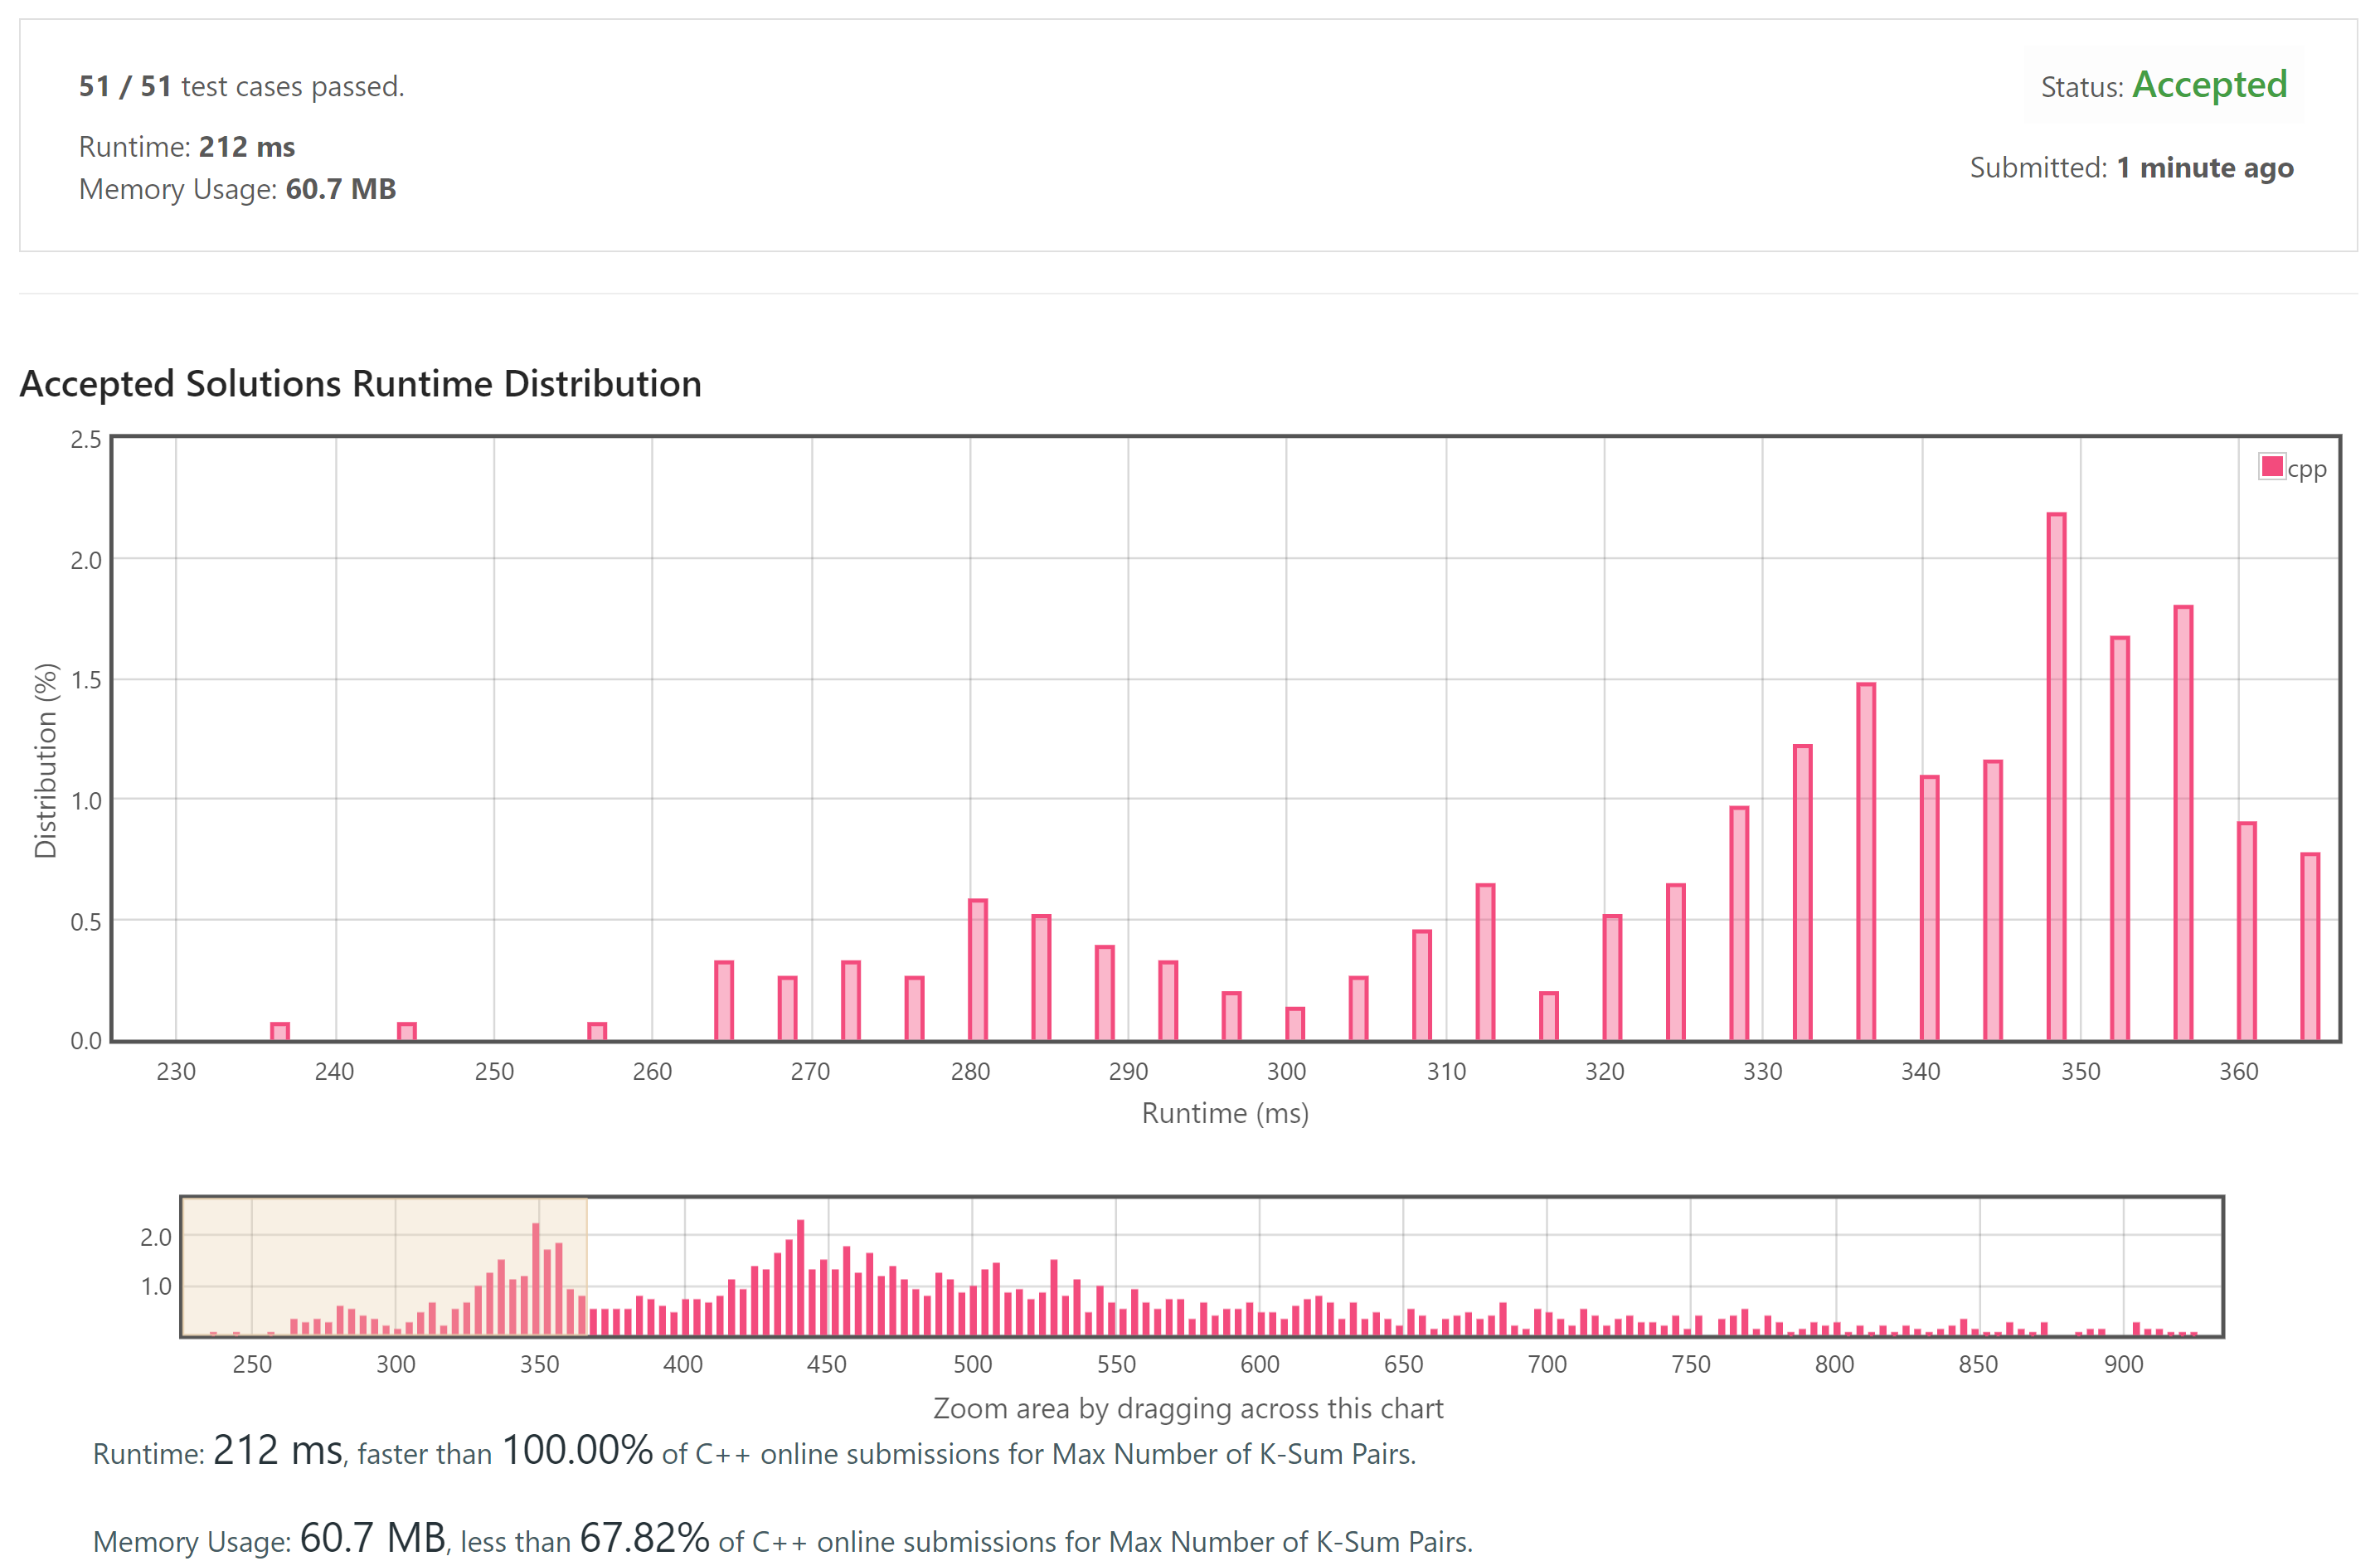 51 / 51 test cases passed.
Status: Accepted
Runtime: 212 ms
Submitted: 1 minute ago
Memory Usage: 60.7 MB
Accepted Solutions Runtime Distribution
2.5
cpp
2.0
1.5
1.0
0.5
0.0
Distribution (%)
230 240 250 260 270 280 290 300 310 320 330 340 350 360
Runtime (ms)
2.0
1.0
250 300 350 400 450 500 550 600 650 700 750 800 850 900
Zoom area by dragging across this chart
Runtime: 212 ms, faster than 100.00% of C++ online submissions for Max Number of K-Sum Pairs.
Memory Usage: 60.7 MB, less than 67.82% of C++ online submissions for Max Number of K-Sum Pairs.